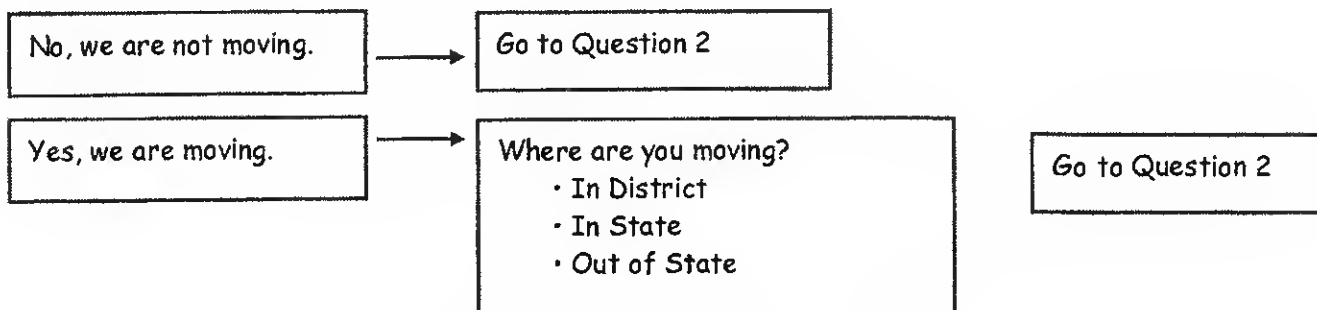 No, we are not moving.
Go to Question 2
Yes, we are moving.
Where are you moving?
· In District
· In State
· Out of State
Go to Question 2